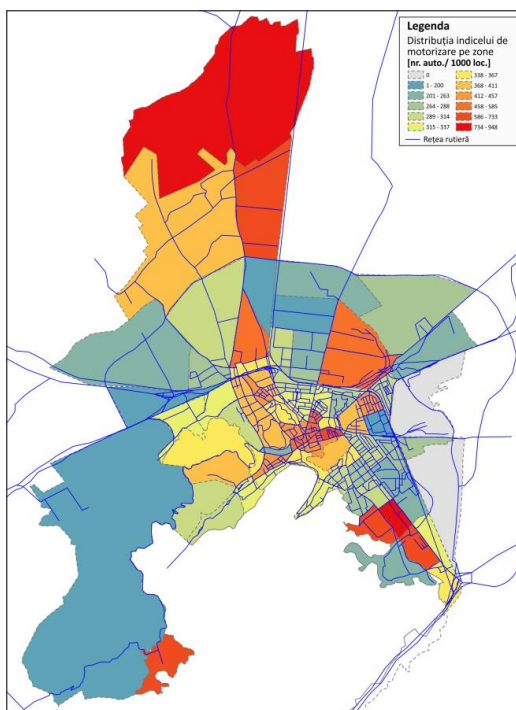 Legenda
Distribuția indicelui de
motorizare pe zone
[nr. auto./ 1000 loc.]
0
1 - 200
201 - 263
264 - 288
289 - 314
315 - 337
338 - 367
368 - 411
412 - 457
458 - 585
586 - 733
734 - 948
Rețea rutieră